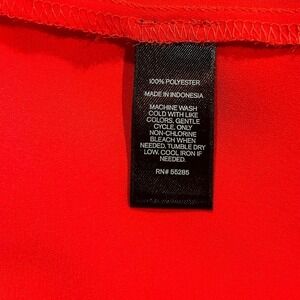 100% POLYESTER
MADE IN INDONESIA
MACHINE WASH
COLD WITH LIKE
COLORS, GENTLE
CYCLE. ONLY
NON-CHLORINE
BLEACH WHEN
NEEDED. TUMBLE DRY
LOW. COOL IRON IF
NEEDED.
RN# 55285